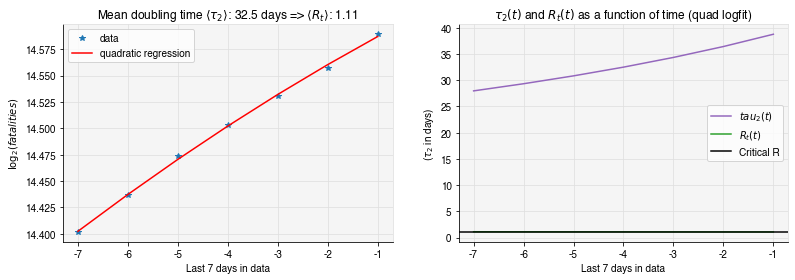 Mean doubling time ⟨τ₂⟩: 32.5 days => ⟨Rₜ⟩: 1.11
data
quadratic regression
log₂(fatalities)
14.575
14.550
14.525
14.500
14.475
14.450
14.425
14.400
-7 -6 -5 -4 -3 -2 -1
Last 7 days in data
τ₂(t) and Rₜ(t) as a function of time (quad logfit)
(τ₂ in days)
40
35
30
25
20
15
10
5
0
tau₂(t)
Rₜ(t)
Critical R
-7 -6 -5 -4 -3 -2 -1
Last 7 days in data